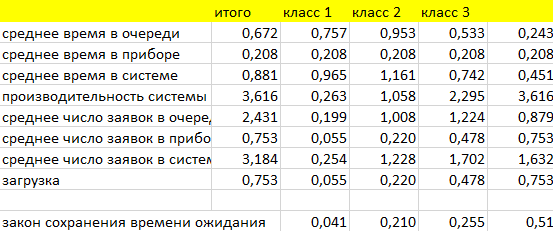 итого класс 1 класс 2 класс 3
среднее время в очереди 0,672 0,757 0,953 0,533 0,243
среднее время в приборе 0,208 0,208 0,208 0,208 0,208
среднее время в системе 0,881 0,965 1,161 0,742 0,451
производительность системы 3,616 0,263 1,058 2,295 3,616
среднее число заявок в очеред 2,431 0,199 1,008 1,224 0,879
среднее число заявок в прибо 0,753 0,055 0,220 0,478 0,753
среднее число заявок в систем 3,184 0,254 1,228 1,702 1,632
загрузка 0,753 0,055 0,220 0,478 0,753
закон сохранения времени ожидания 0,041 0,210 0,255 0,51